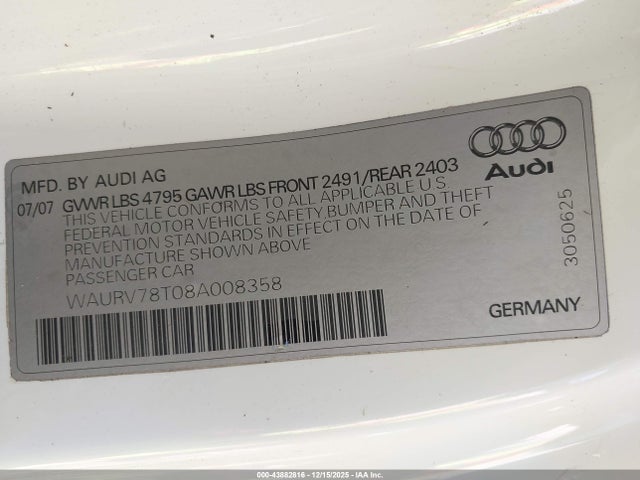 MFD. BY AUDI AG
07/07 GVWR LBS 4795 GAWR LBS FRONT 2491/REAR 2403
THIS VEHICLE CONFORMS TO ALL APPLICABLE U S
FEDERAL MOTOR VEHICLE SAFETY BUMPER AND THEFT
PREVENTION STANDARDS IN EFFECT ON THE DATE OF
MANUFACTURE SHOWN ABOVE
PASSENGER CAR
WAURV78T08A008358
Audi
3050625
GERMANY
000-43882616 - 12/15/2025 - IAA Inc.